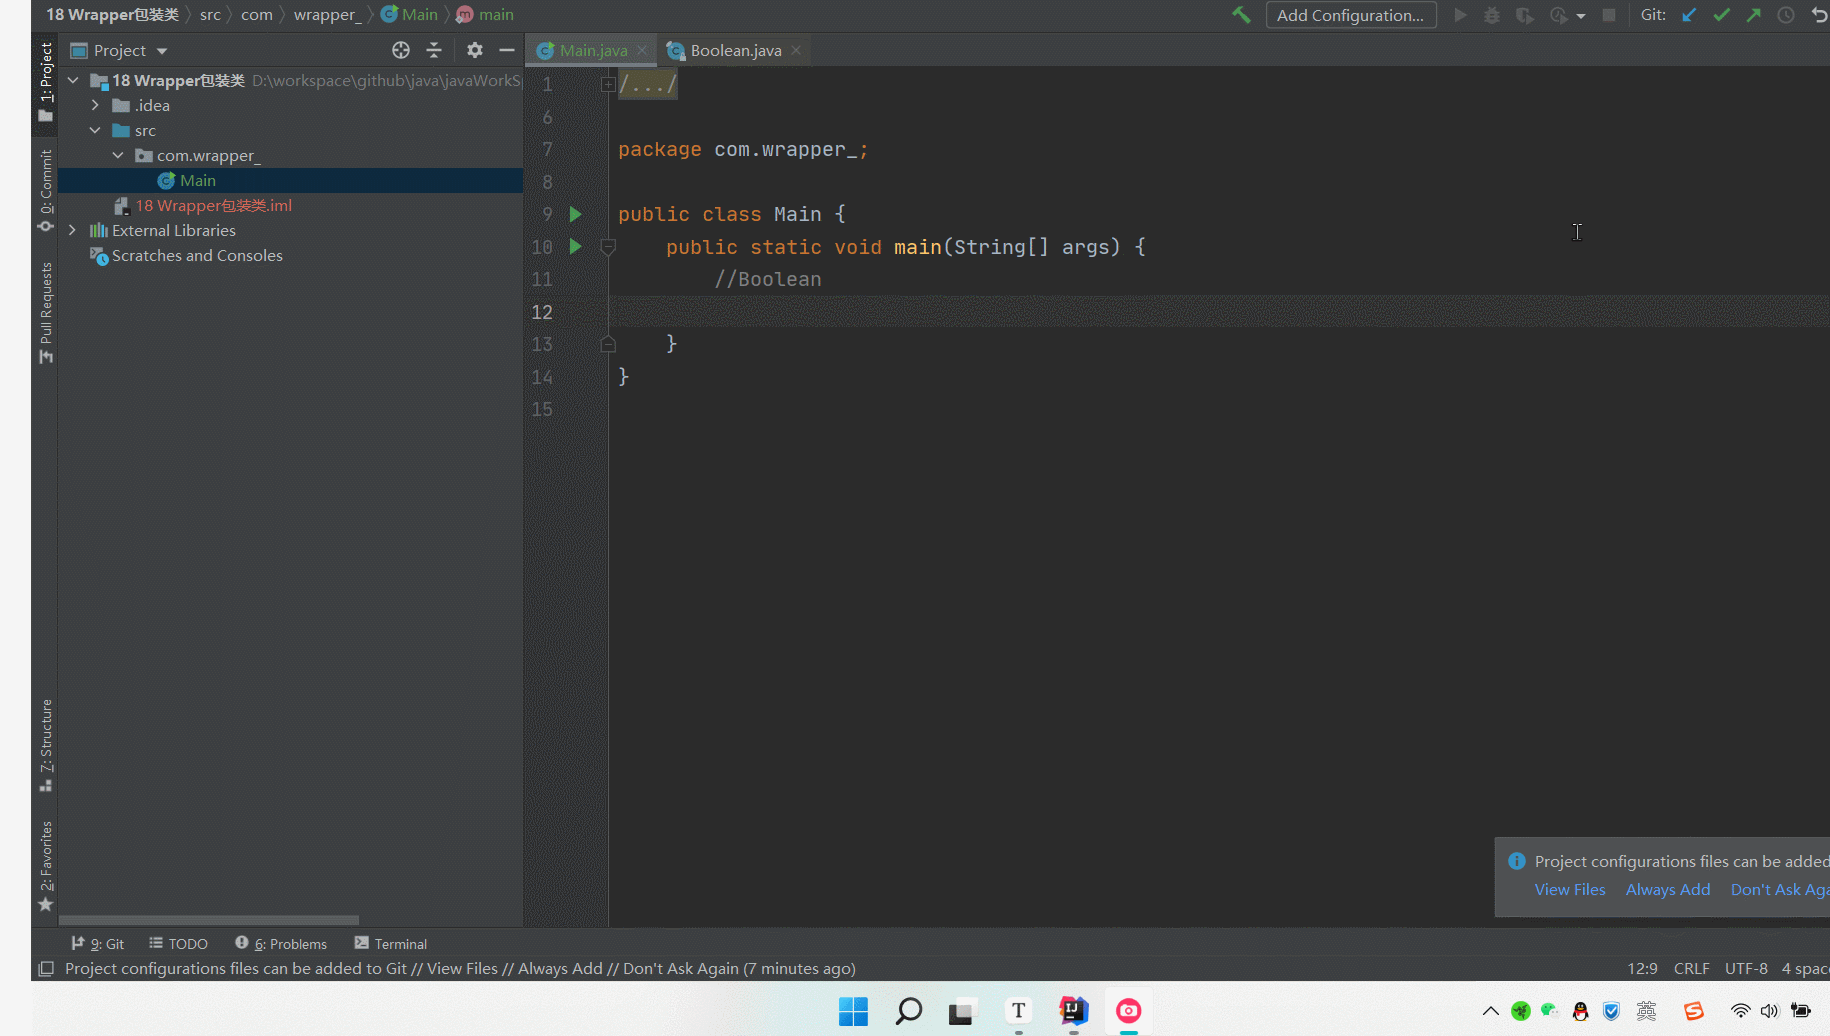 18 Wrapper包装类 src com wrapper_ Main main Add Configuration... Git:
1: Project
Project
Main.java Boolean.java
18 Wrapper包装类 D:\workspace\github\java\javaWorkSp
.idea
src
com.wrapper_
Main
18 Wrapper包装类.iml
External Libraries
Scratches and Consoles
0: Commit
Pull Requests
Z: Structure
2: Favorites
1 /.../
6
7 package com.wrapper_;
8
9 public class Main {
10 public static void main(String[] args) {
11 //Boolean
12
13 }
14 }
15
Project configurations files can be added
View Files Always Add Don't Ask Aga
9: Git TODO 6: Problems Terminal
Project configurations files can be added to Git // View Files // Always Add // Don't Ask Again (7 minutes ago) 12:9 CRLF UTF-8 4 space
T IJ 英 S